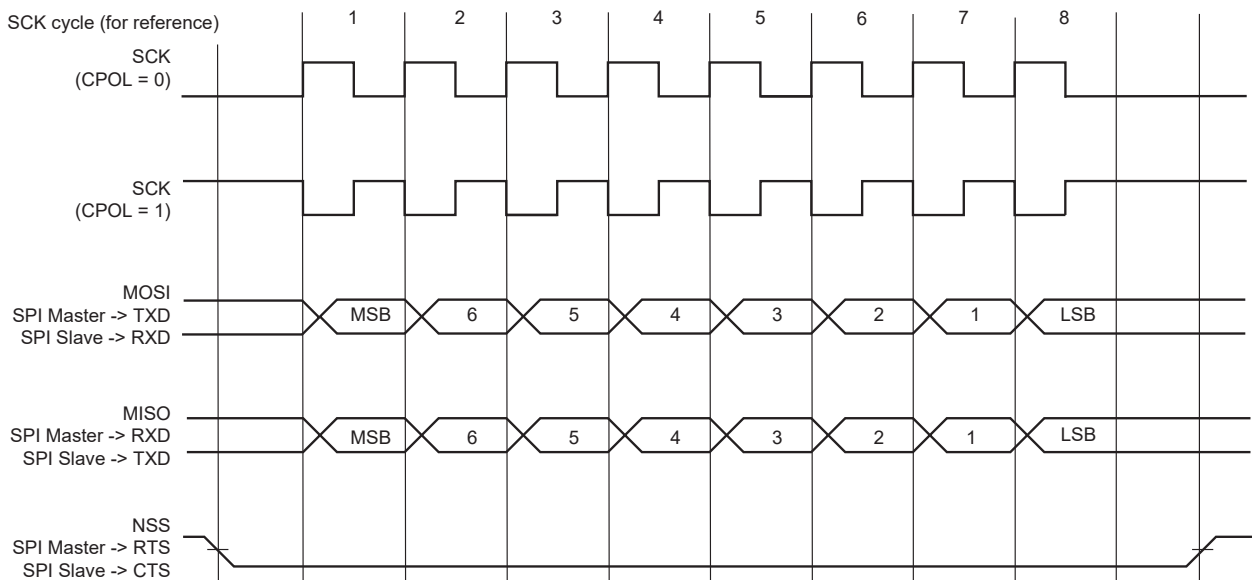 SCK cycle (for reference)
1 2 3 4 5 6 7 8
SCK
(CPOL = 0)
SCK
(CPOL = 1)
MOSI
SPI Master -> TXD
SPI Slave -> RXD
MSB 6 5 4 3 2 1 LSB
MISO
SPI Master -> RXD
SPI Slave -> TXD
MSB 6 5 4 3 2 1 LSB
NSS
SPI Master -> RTS
SPI Slave -> CTS